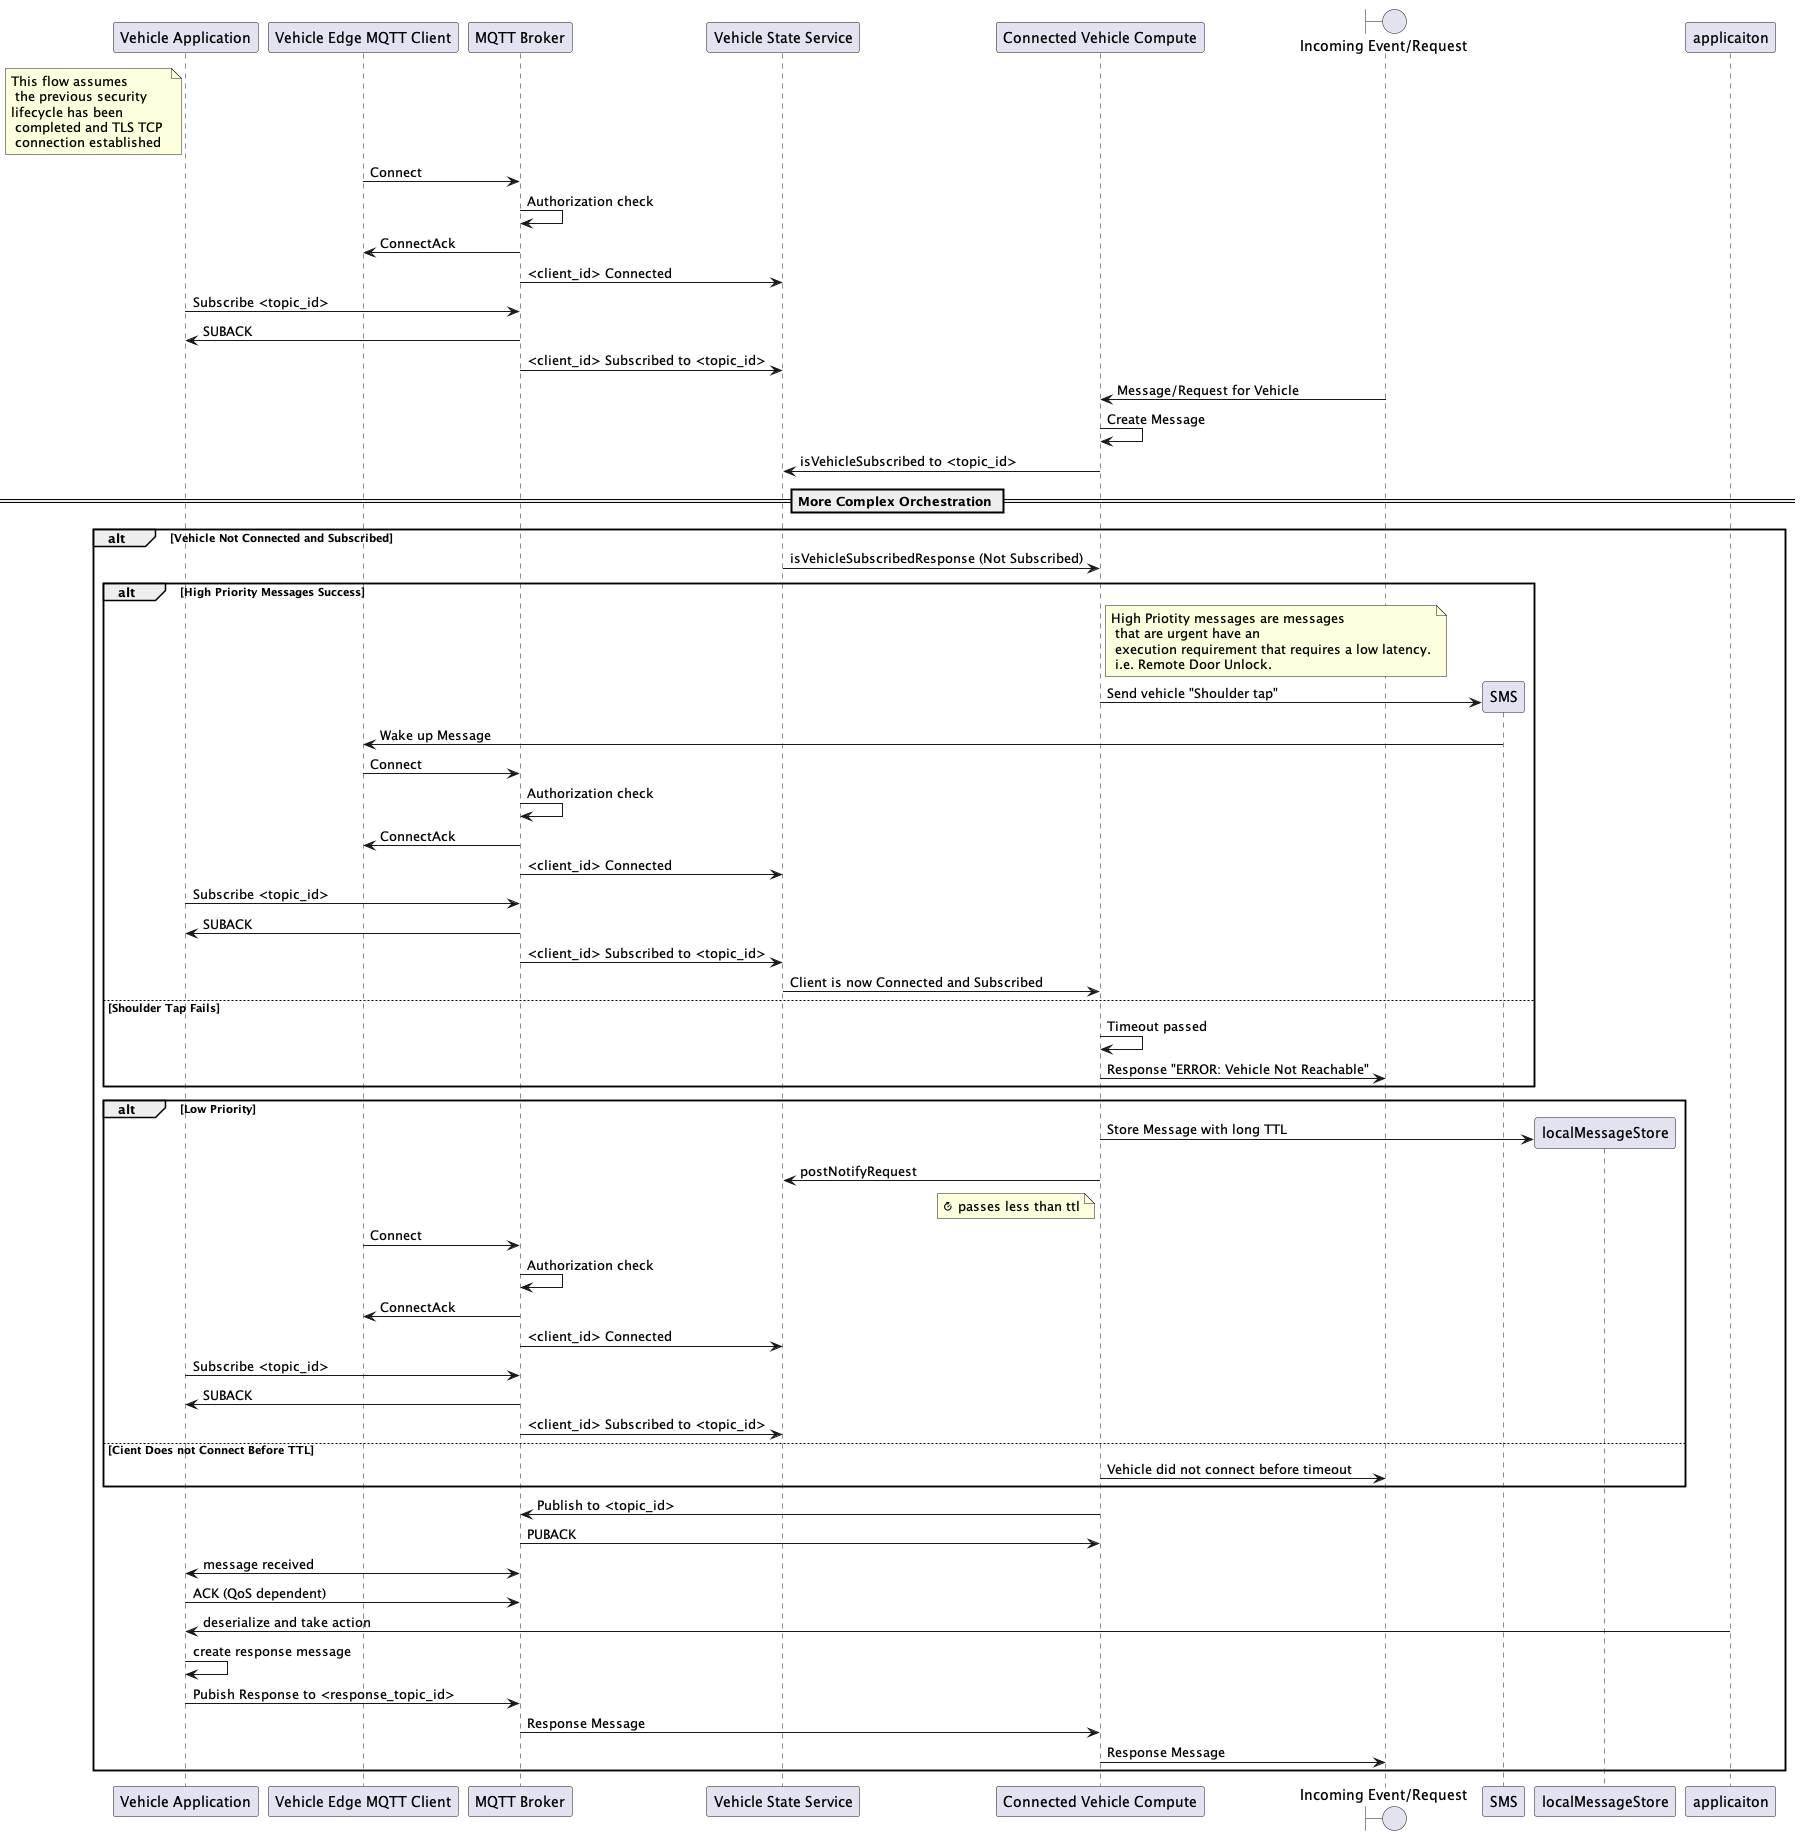 Vehicle Application
Vehicle Edge MQTT Client
MQTT Broker
Vehicle State Service
Connected Vehicle Compute
Incoming Event/Request
applicaiton
This flow assumes
the previous security
lifecycle has been
completed and TLS TCP
connection established
Connect
Authorization check
ConnectAck
<client_id> Connected
Subscribe <topic_id>
SUBACK
<client_id> Subscribed to <topic_id>
Message/Request for Vehicle
Create Message
isVehicleSubscribed to <topic_id>
More Complex Orchestration
alt [Vehicle Not Connected and Subscribed]
isVehicleSubscribedResponse (Not Subscribed)
alt [High Priority Messages Success]
High Priotity messages are messages
that are urgent have an
execution requirement that requires a low latency.
i.e. Remote Door Unlock.
Send vehicle "Shoulder tap"
SMS
Wake up Message
Connect
Authorization check
ConnectAck
<client_id> Connected
Subscribe <topic_id>
SUBACK
<client_id> Subscribed to <topic_id>
Client is now Connected and Subscribed
[Shoulder Tap Fails]
Timeout passed
Response "ERROR: Vehicle Not Reachable"
alt [Low Priority]
Store Message with long TTL
localMessageStore
postNotifyRequest
passes less than ttl
Connect
Authorization check
ConnectAck
<client_id> Connected
Subscribe <topic_id>
SUBACK
<client_id> Subscribed to <topic_id>
[Cient Does not Connect Before TTL]
Vehicle did not connect before timeout
Publish to <topic_id>
PUBACK
message received
ACK (QoS dependent)
deserialize and take action
create response message
Pubish Response to <response_topic_id>
Response Message
Response Message
Vehicle Application
Vehicle Edge MQTT Client
MQTT Broker
Vehicle State Service
Connected Vehicle Compute
Incoming Event/Request
SMS
localMessageStore
applicaiton